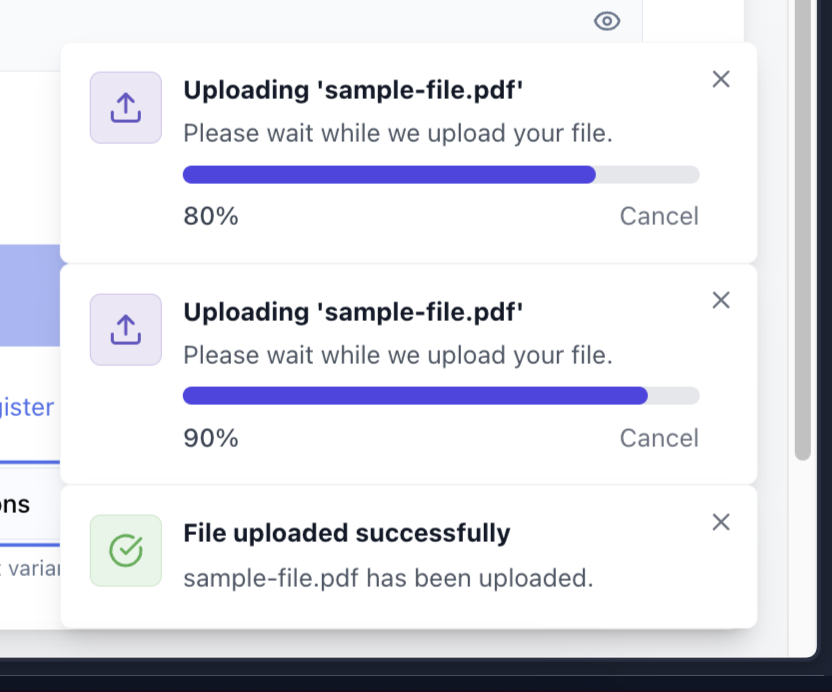 Uploading 'sample-file.pdf'
Please wait while we upload your file.
80%
Cancel
Uploading 'sample-file.pdf'
Please wait while we upload your file.
90%
Cancel
gister
ons
varian
File uploaded successfully
sample-file.pdf has been uploaded.